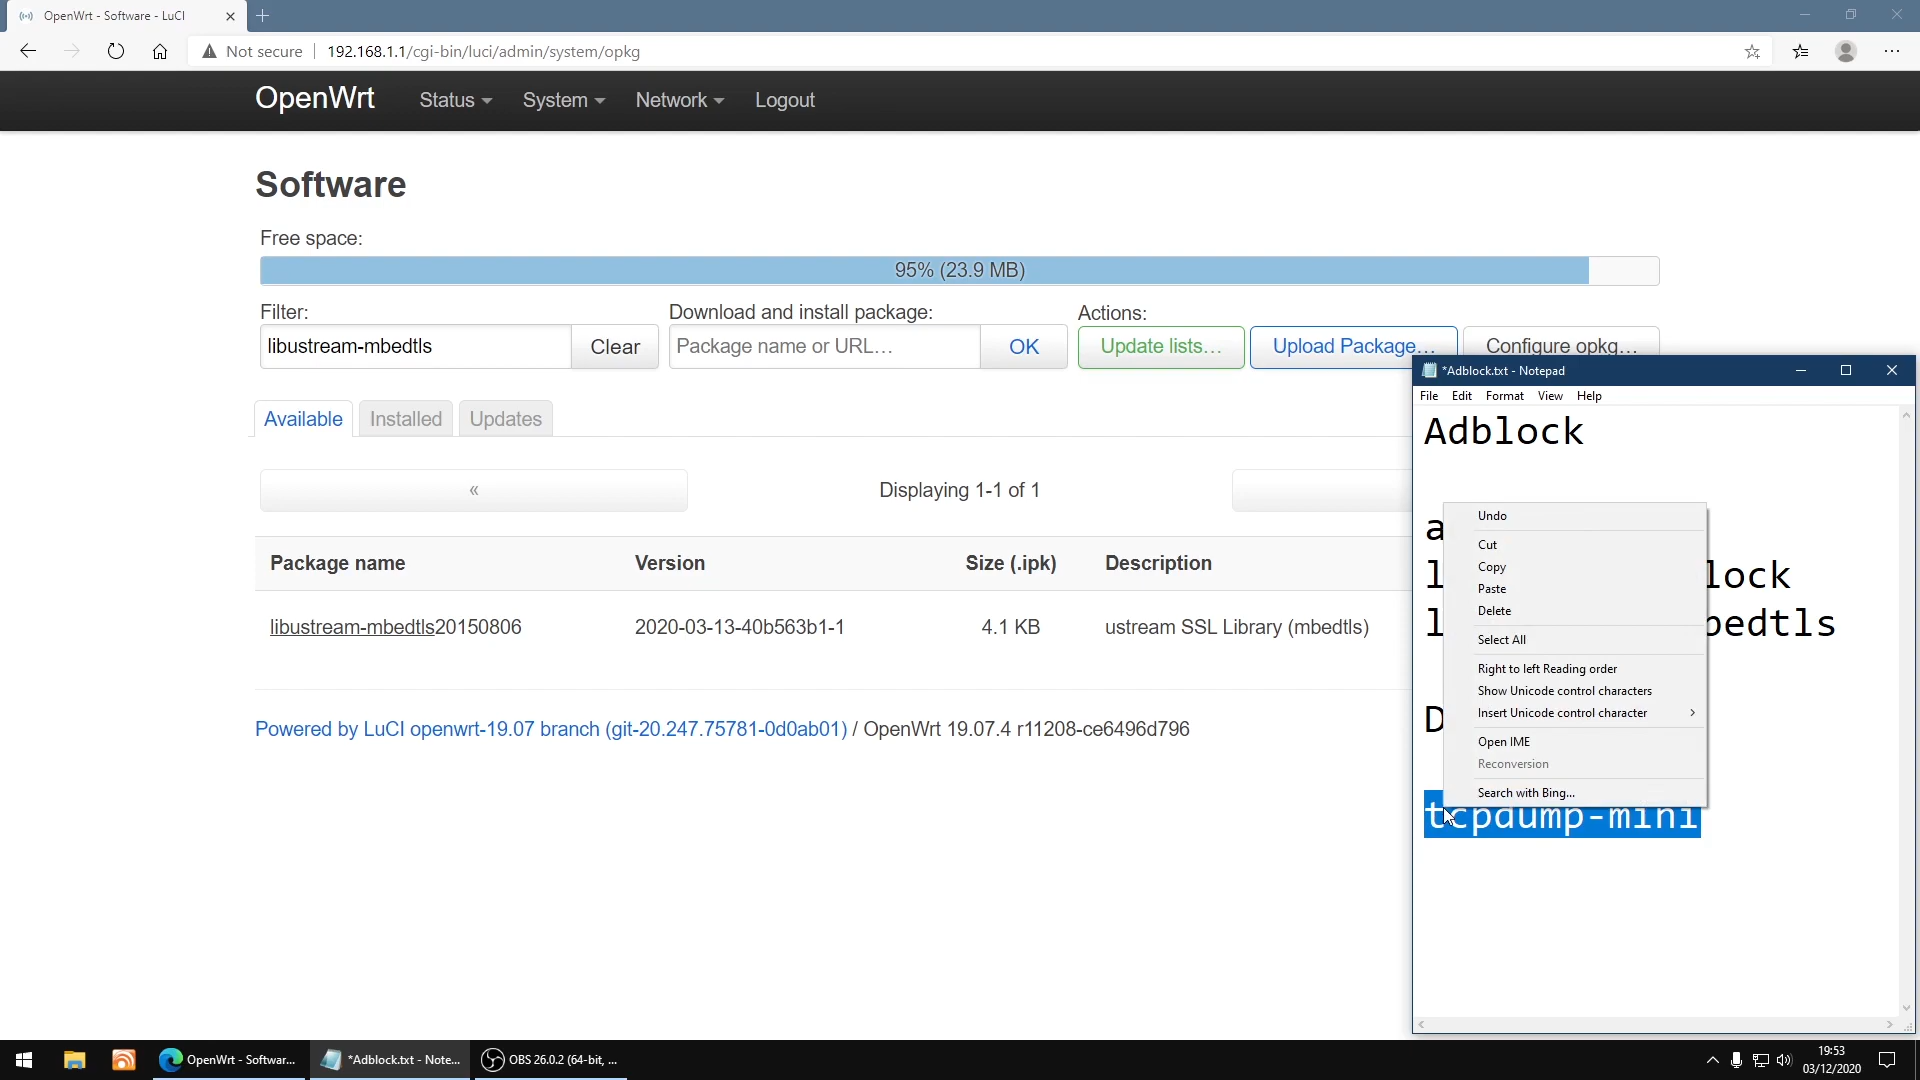 OpenWrt - Software - LuCI
Not secure
192.168.1.1/cgi-bin/luci/admin/system/opkg
OpenWrt
Status
System
Network
Logout
Software
Free space:
95% (23.9 MB)
Filter:
Download and install package:
Actions:
libustream-mbedtls
Clear
Package name or URL…
OK
Update lists…
Upload Package…
Configure opkg…
Available
Installed
Updates
«
Displaying 1-1 of 1
Package name
Version
Size (.ipk)
Description
libustream-mbedtls20150806
2020-03-13-40b563b1-1
4.1 KB
ustream SSL Library (mbedtls)
Powered by LuCI openwrt-19.07 branch (git-20.247.75781-0d0ab01) / OpenWrt 19.07.4 r11208-ce6496d796
*Adblock.txt - Notepad
File
Edit
Format
View
Help
Adblock
a
l
lock
l
bedtls
D
tcpdump-mini
Undo
Cut
Copy
Paste
Delete
Select All
Right to left Reading order
Show Unicode control characters
Insert Unicode control character
Open IME
Reconversion
Search with Bing...
OpenWrt - Softwar...
*Adblock.txt - Note...
OBS 26.0.2 (64-bit, ...
19:53
03/12/2020